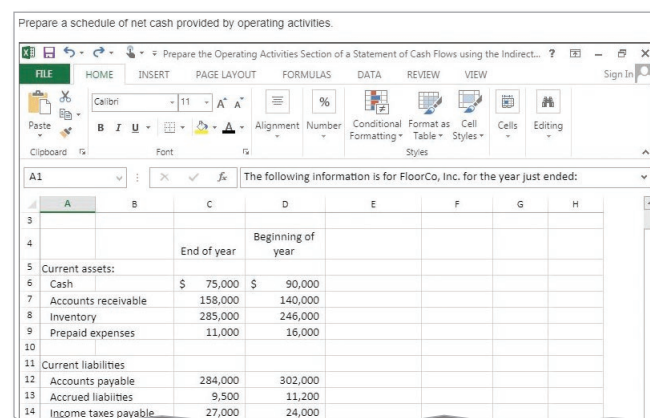 Prepare a schedule of net cash provided by operating activities.
Prepare the Operating Activities Section of a Statement of Cash Flows using the Indirect... ?
FILE HOME INSERT PAGE LAYOUT FORMULAS DATA REVIEW VIEW Sign In
Calibri 11 A A %
Paste B I U A Alignment Number Conditional Format as Cell Cells Editing
Formatting Table Styles
Clipboard Font Styles
A1 fx The following information is for FloorCo, Inc. for the year just ended:
A B C D E F G H
3
4 End of year Beginning of year
5 Current assets:
6 Cash $ 75,000 $ 90,000
7 Accounts receivable 158,000 140,000
8 Inventory 285,000 246,000
9 Prepaid expenses 11,000 16,000
10
11 Current liabilities
12 Accounts payable 284,000 302,000
13 Accrued liabilities 9,500 11,200
14 Income taxes payable 27,000 24,000